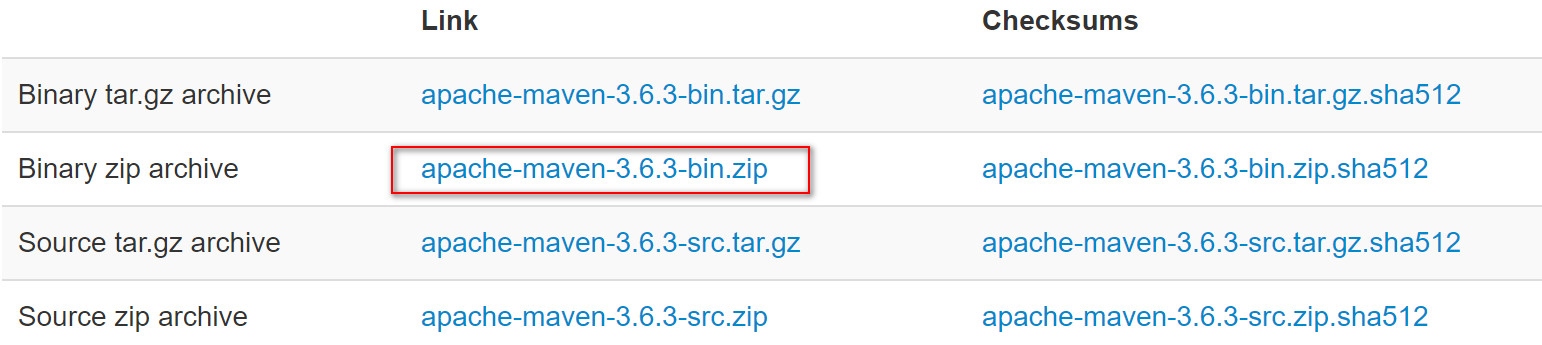 Link Checksums
Binary tar.gz archive apache-maven-3.6.3-bin.tar.gz apache-maven-3.6.3-bin.tar.gz.sha512
Binary zip archive apache-maven-3.6.3-bin.zip apache-maven-3.6.3-bin.zip.sha512
Source tar.gz archive apache-maven-3.6.3-src.tar.gz apache-maven-3.6.3-src.tar.gz.sha512
Source zip archive apache-maven-3.6.3-src.zip apache-maven-3.6.3-src.zip.sha512